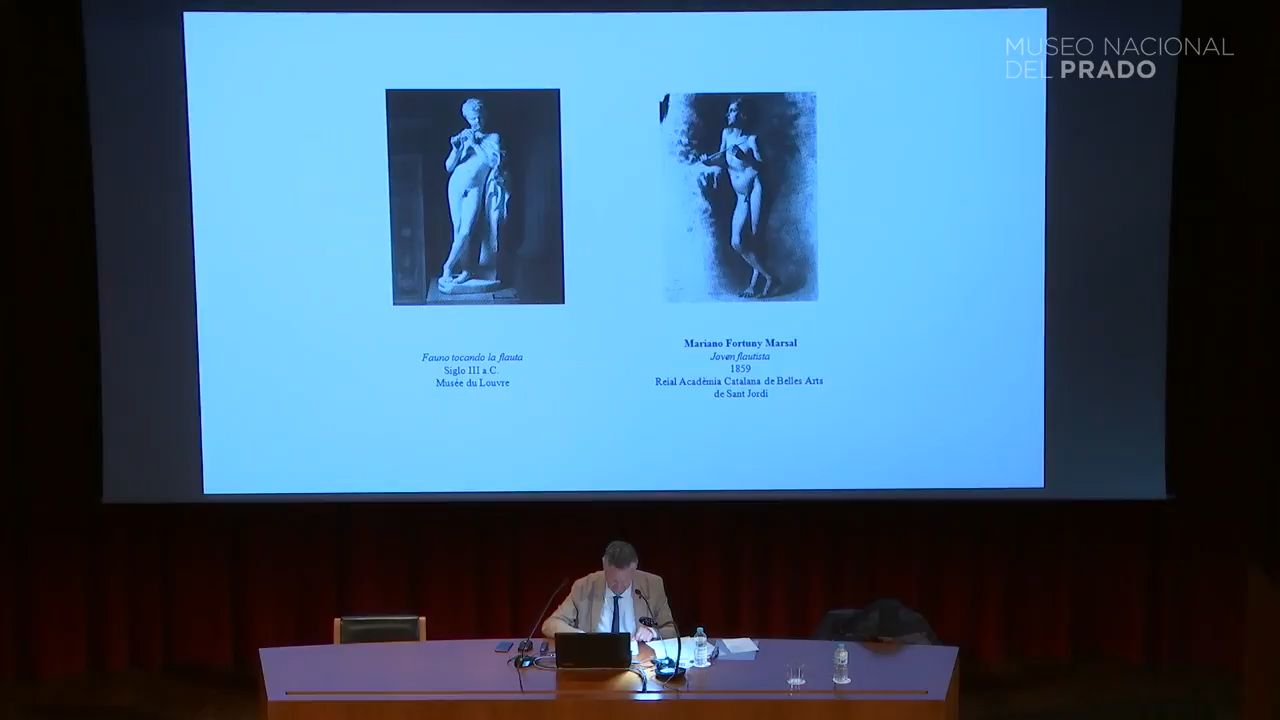 MUSEO NACIONAL
DEL PRADO
Fauno tocando la flauta
Siglo III a.C.
Musée du Louvre
Mariano Fortuny Marsal
Joven flautista
1859
Reial Acadèmia Catalana de Belles Arts
de Sant Jordi